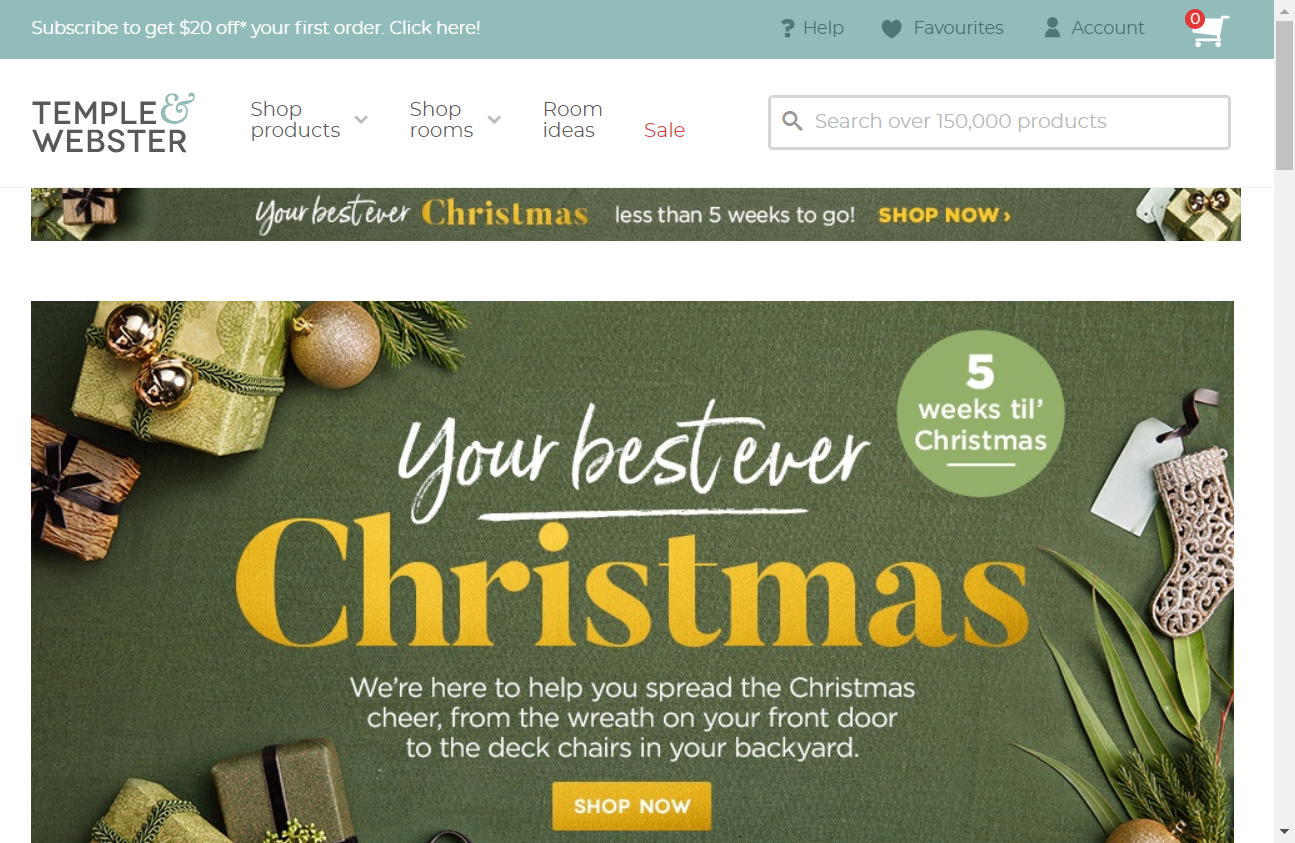 Subscribe to get $20 off* your first order. Click here!
Help
Favourites
Account
0
TEMPLE &
WEBSTER
Shop
products
Shop
rooms
Room
ideas
Sale
Search over 150,000 products
Your best ever Christmas less than 5 weeks to go! SHOP NOW ›
5
weeks til’
Christmas
Your best ever
Christmas
We’re here to help you spread the Christmas
cheer, from the wreath on your front door
to the deck chairs in your backyard.
SHOP NOW